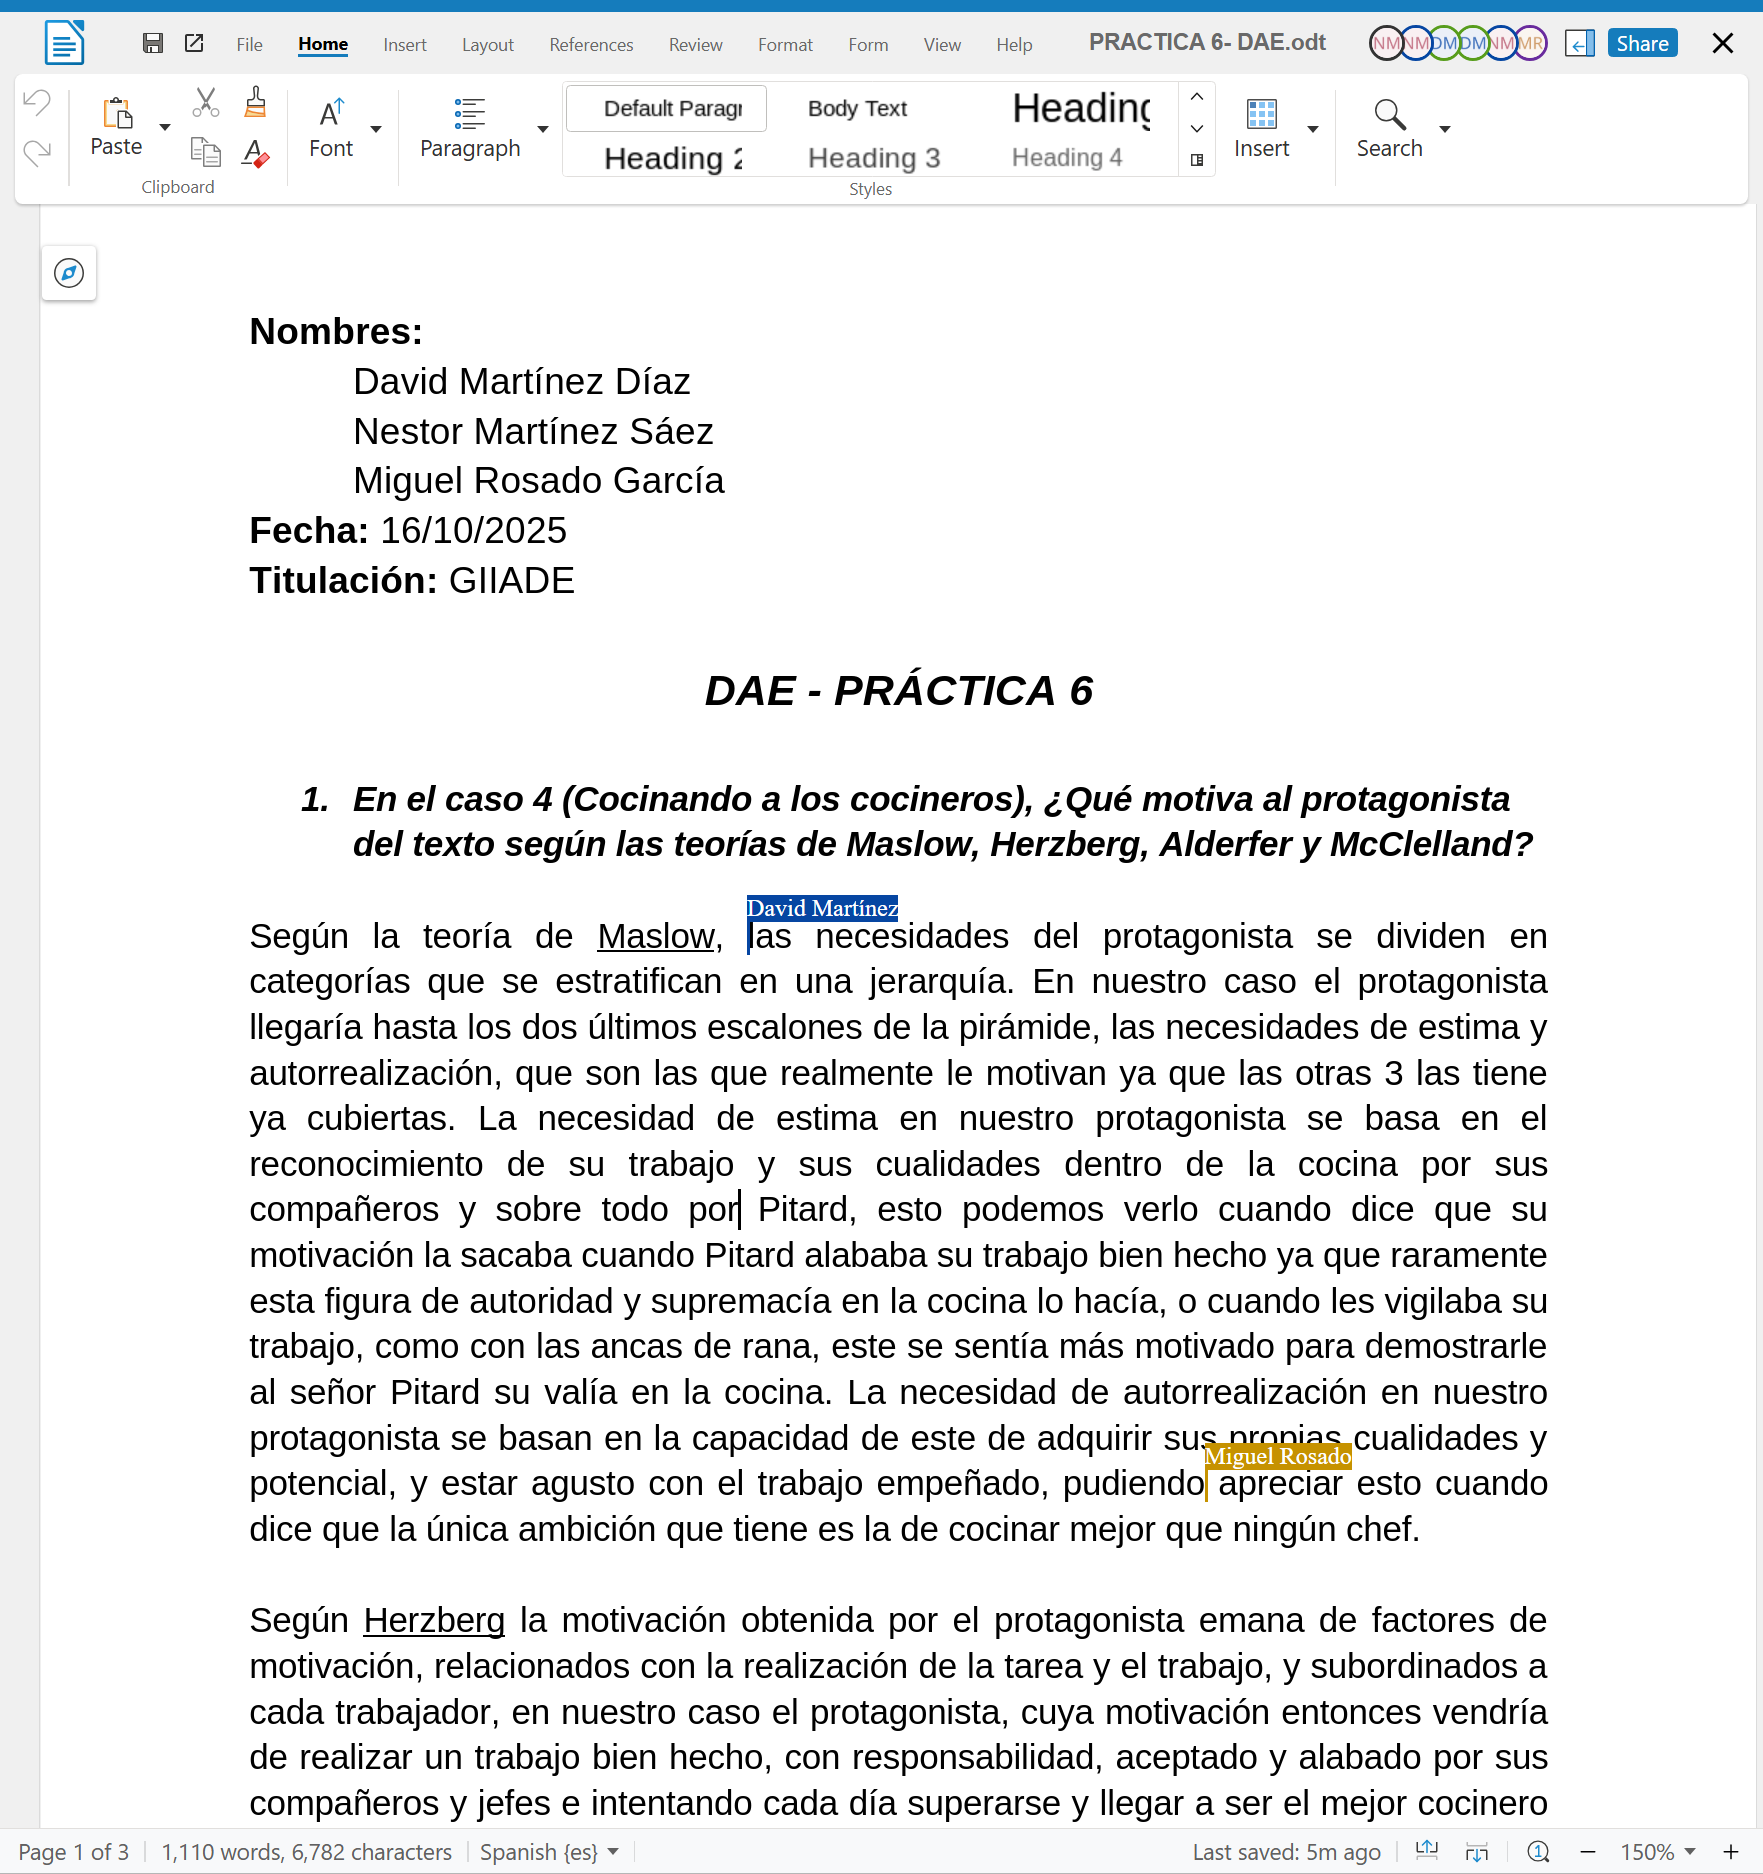 File Home Insert Layout References Review Format Form View Help PRACTICA 6- DAE.odt NM NM DM DM NM MR Share
Paste Font Paragraph Default Paragr Body Text Heading Insert Search
Heading 2 Heading 3 Heading 4
Clipboard Styles
Nombres:
David Martínez Díaz
Nestor Martínez Sáez
Miguel Rosado García
Fecha: 16/10/2025
Titulación: GIIADE
DAE - PRÁCTICA 6
1. En el caso 4 (Cocinando a los cocineros), ¿Qué motiva al protagonista
del texto según las teorías de Maslow, Herzberg, Alderfer y McClelland?
David Martínez
Según la teoría de Maslow, las necesidades del protagonista se dividen en
categorías que se estratifican en una jerarquía. En nuestro caso el protagonista
llegaría hasta los dos últimos escalones de la pirámide, las necesidades de estima y
autorrealización, que son las que realmente le motivan ya que las otras 3 las tiene
ya cubiertas. La necesidad de estima en nuestro protagonista se basa en el
reconocimiento de su trabajo y sus cualidades dentro de la cocina por sus
compañeros y sobre todo por Pitard, esto podemos verlo cuando dice que su
motivación la sacaba cuando Pitard alababa su trabajo bien hecho ya que raramente
esta figura de autoridad y supremacía en la cocina lo hacía, o cuando les vigilaba su
trabajo, como con las ancas de rana, este se sentía más motivado para demostrarle
al señor Pitard su valía en la cocina. La necesidad de autorrealización en nuestro
protagonista se basan en la capacidad de este de adquirir sus propias cualidades y
Miguel Rosado
potencial, y estar agusto con el trabajo empeñado, pudiendo apreciar esto cuando
dice que la única ambición que tiene es la de cocinar mejor que ningún chef.
Según Herzberg la motivación obtenida por el protagonista emana de factores de
motivación, relacionados con la realización de la tarea y el trabajo, y subordinados a
cada trabajador, en nuestro caso el protagonista, cuya motivación entonces vendría
de realizar un trabajo bien hecho, con responsabilidad, aceptado y alabado por sus
compañeros y jefes e intentando cada día superarse y llegar a ser el mejor cocinero
Page 1 of 3 1,110 words, 6,782 characters Spanish {es} Last saved: 5m ago 1 150%